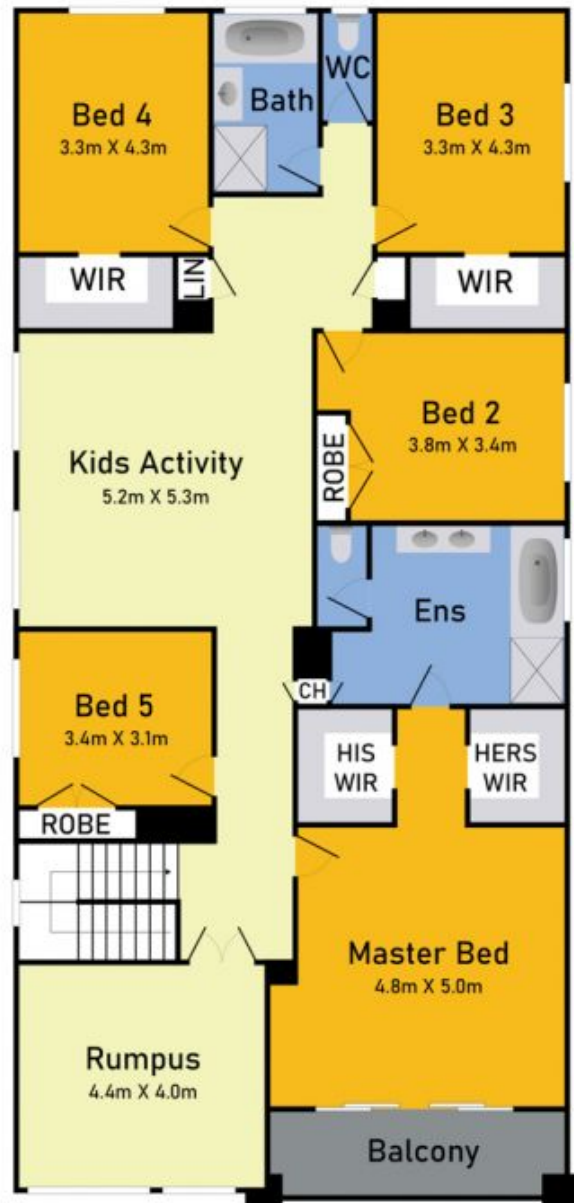 Bed 4
3.3m X 4.3m
Bath
WC
Bed 3
3.3m X 4.3m
WIR
LIN
WIR
Bed 2
3.8m X 3.4m
ROBE
Kids Activity
5.2m X 5.3m
Ens
CH
Bed 5
3.4m X 3.1m
ROBE
HIS
WIR
HERS
WIR
Master Bed
4.8m X 5.0m
Rumpus
4.4m X 4.0m
Balcony